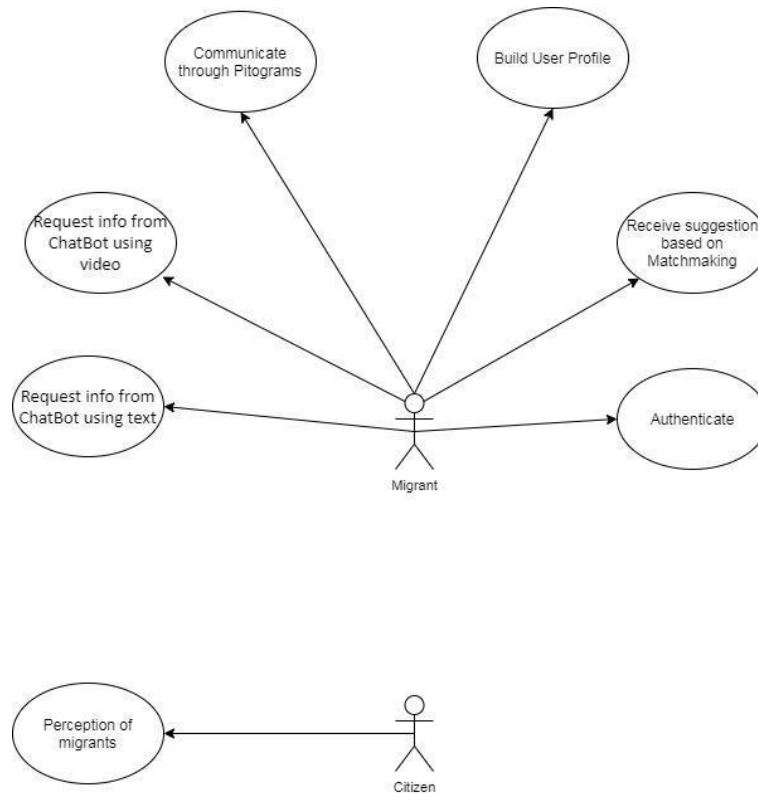 Communicate
through Pitograms
Build User Profile
Request info from
ChatBot using
video
Receive suggestion
based on
Matchmaking
Request info from
ChatBot using text
Authenticate
Migrant
Perception of
migrants
Citizen